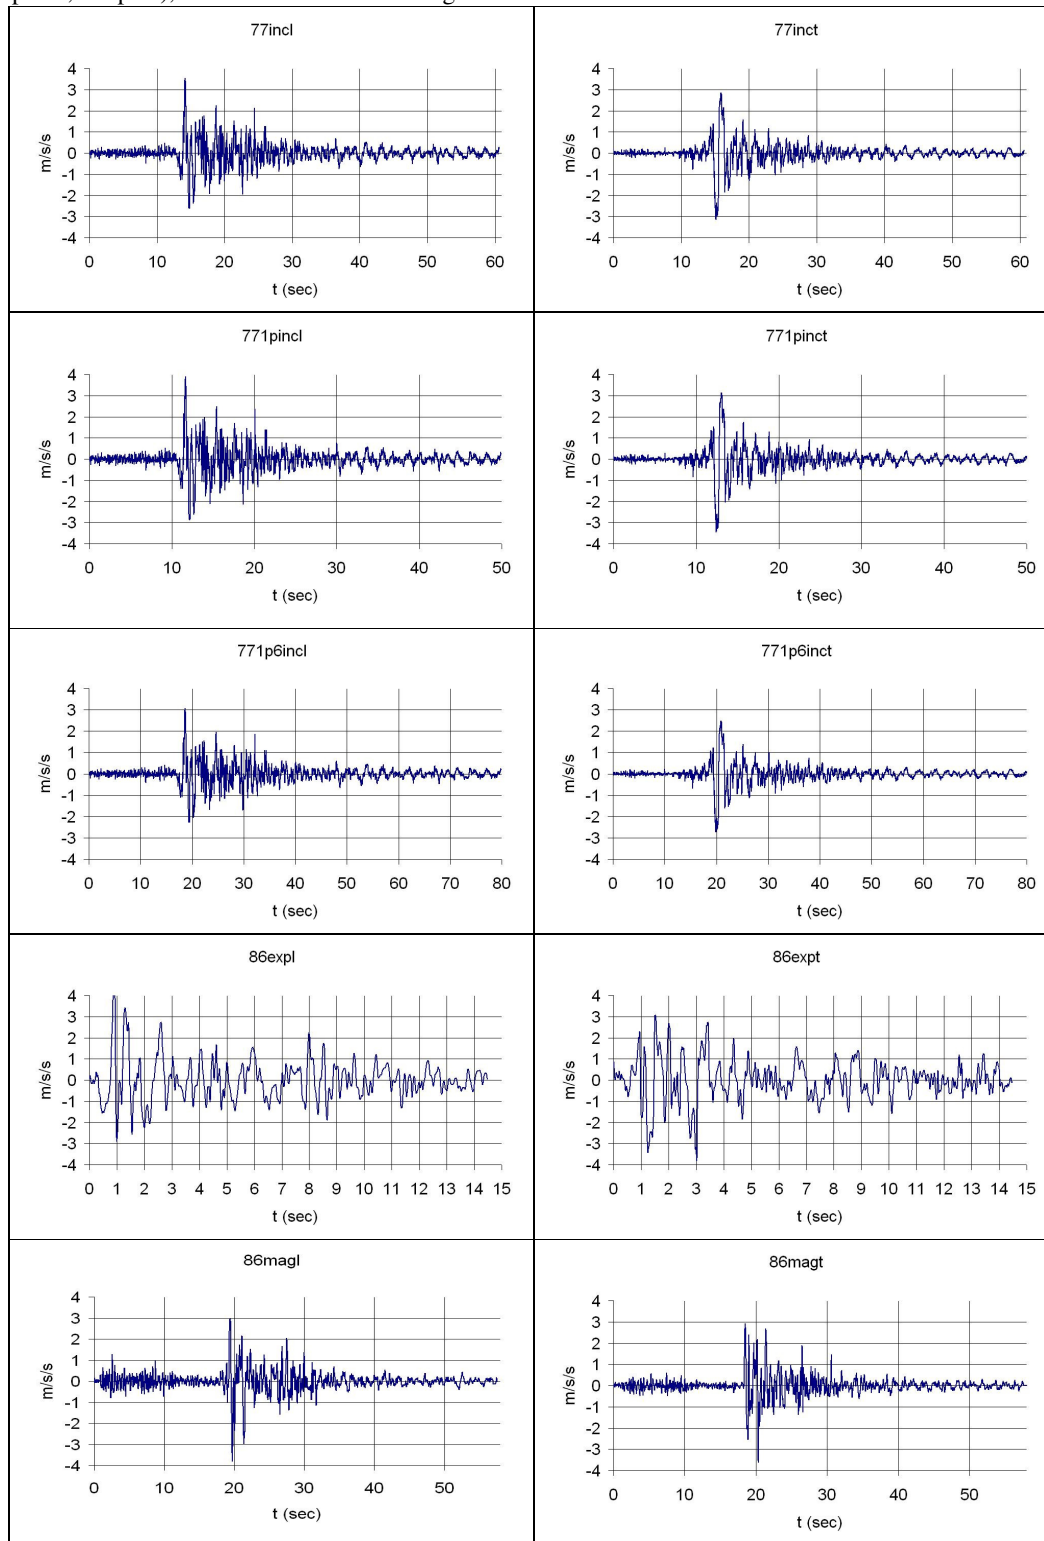 77incl 77inct
4 4
3 3
2 2
1 1
0 0
-1 -1
-2 -2
-3 -3
-4 -4
m/s/s m/s/s
0 10 20 30 40 50 60 0 10 20 30 40 50 60
t (sec) t (sec)
771pincl 771pinct
4 4
3 3
2 2
1 1
0 0
-1 -1
-2 -2
-3 -3
-4 -4
m/s/s m/s/s
0 10 20 30 40 50 0 10 20 30 40 50
t (sec) t (sec)
771p6incl 771p6inct
4 4
3 3
2 2
1 1
0 0
-1 -1
-2 -2
-3 -3
-4 -4
m/s/s m/s/s
0 10 20 30 40 50 60 70 80 0 10 20 30 40 50 60 70 80
t (sec) t (sec)
86expl 86expt
4 4
3 3
2 2
1 1
0 0
-1 -1
-2 -2
-3 -3
-4 -4
m/s/s m/s/s
0 1 2 3 4 5 6 7 8 9 10 11 12 13 14 15 0 1 2 3 4 5 6 7 8 9 10 11 12 13 14 15
t (sec) t (sec)
86magl 86magt
4 4
3 3
2 2
1 1
0 0
-1 -1
-2 -2
-3 -3
-4 -4
m/s/s m/s/s
0 10 20 30 40 50 0 10 20 30 40 50
t (sec) t (sec)